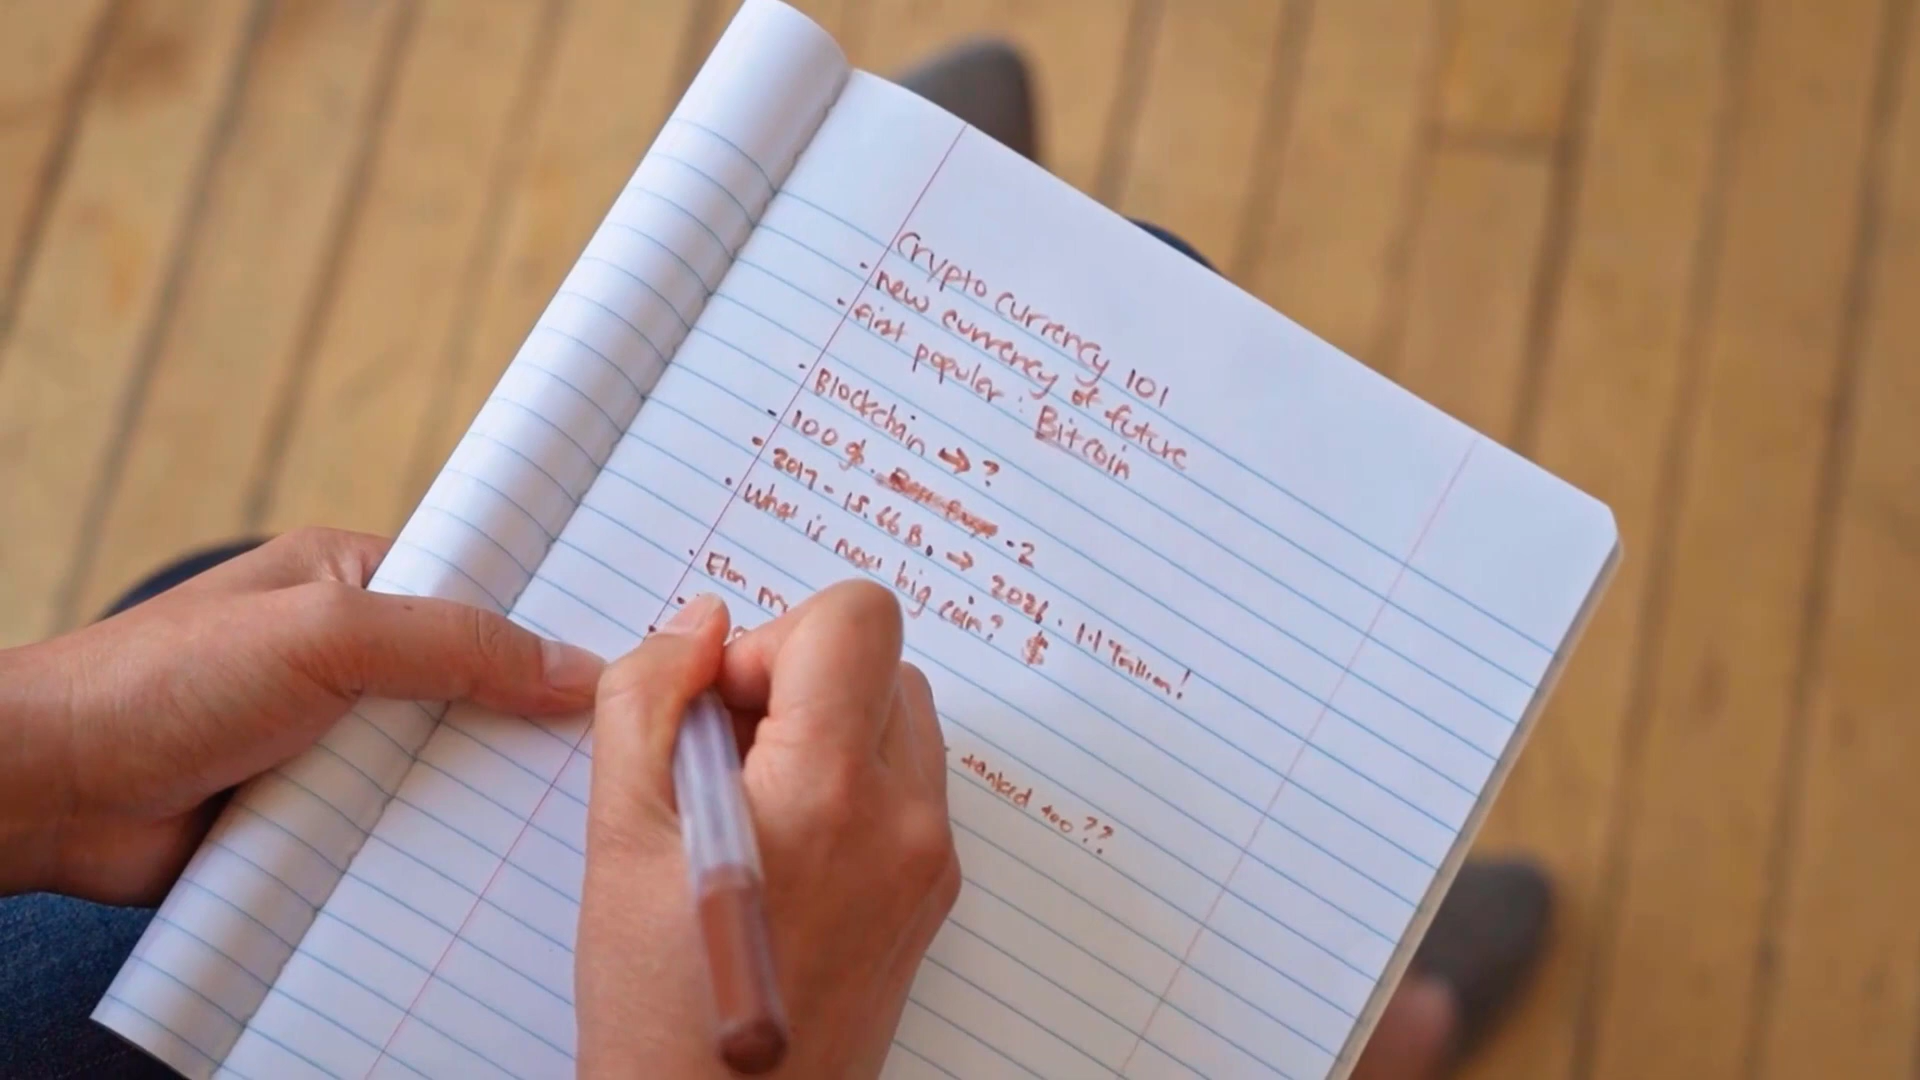 Crypto currency 101
- new currency of future
- first popular : Bitcoin
- Blockchain → ?
- 100 %. - 2
- 2017 - 15.66 B. → 2021. 1.1 Trillion!
- What is next big coin? $
- Elon
tanked too ??